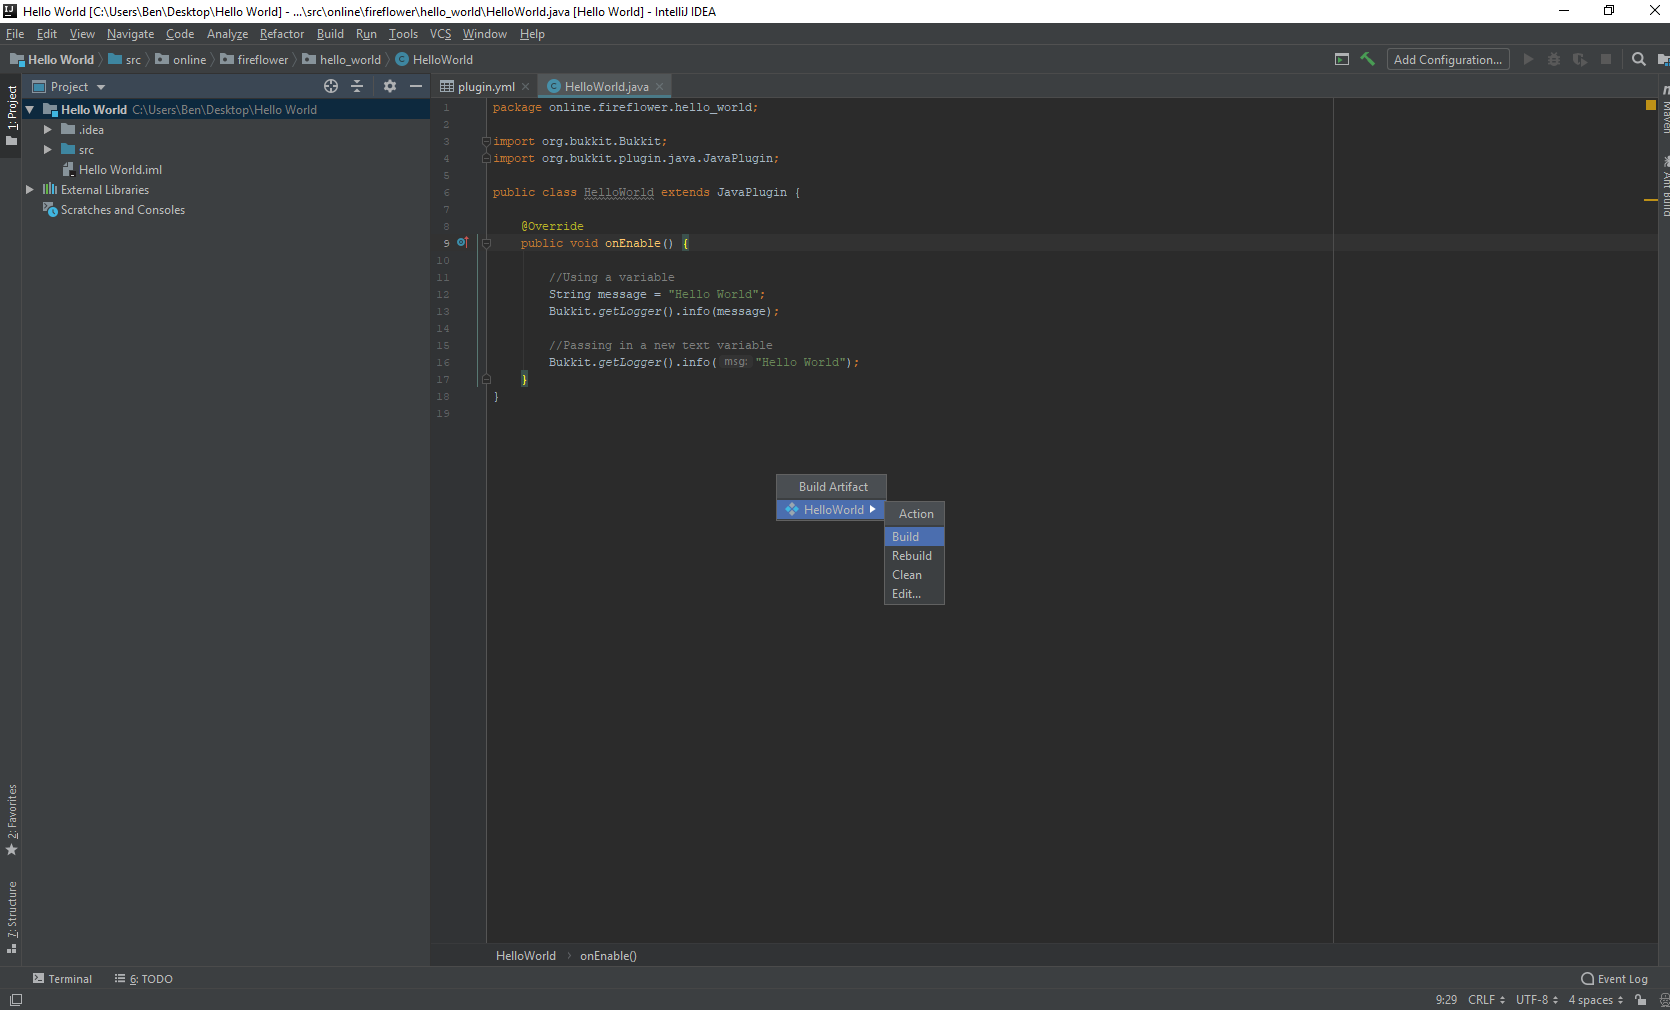 Hello World [C:\Users\Ben\Desktop\Hello World] - ...\src\online\fireflower\hello_world\HelloWorld.java [Hello World] - IntelliJ IDEA
File Edit View Navigate Code Analyze Refactor Build Run Tools VCS Window Help
Hello World src online fireflower hello_world HelloWorld
Add Configuration...
1: Project
Project
Hello World C:\Users\Ben\Desktop\Hello World
.idea
src
Hello World.iml
External Libraries
Scratches and Consoles
plugin.yml HelloWorld.java
1 package online.fireflower.hello_world;
2
3 import org.bukkit.Bukkit;
4 import org.bukkit.plugin.java.JavaPlugin;
5
6 public class HelloWorld extends JavaPlugin {
7
8 @Override
9 public void onEnable() {
10
11 //Using a variable
12 String message = "Hello World";
13 Bukkit.getLogger().info(message);
14
15 //Passing in a new text variable
16 Bukkit.getLogger().info( msg: "Hello World");
17 }
18 }
19
Build Artifact
HelloWorld
Action
Build
Rebuild
Clean
Edit...
Maven
Ant Build
2: Favorites
7: Structure
HelloWorld onEnable()
Terminal 6: TODO
Event Log
9:29 CRLF UTF-8 4 spaces